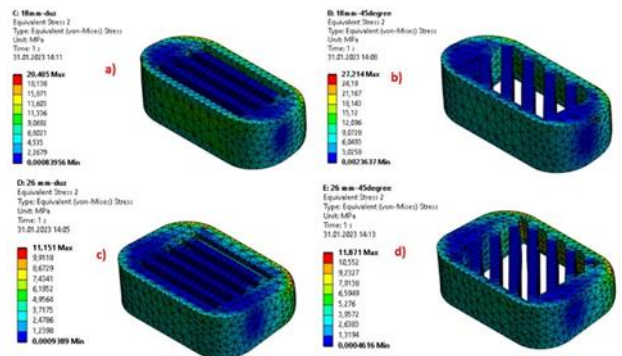 C: 18mm-duz
Equivalent Stress 2
Type: Equivalent (von-Mises) Stress
Unit: MPa
Time: 1 s
31.01.2023 14:11
a)
20,405 Max
18,138
15,871
13,603
11,336
9,0692
6,8021
4,535
2,2679
0,00083956 Min
B: 18mm-45degree
Equivalent Stress 2
Type: Equivalent (von-Mises) Stress
Unit: MPa
Time: 1 s
31.01.2023 14:08
b)
27,214 Max
24,19
21,167
18,143
15,12
12,096
9,0728
6,0493
3,0258
0,0023637 Min
D: 26 mm-duz
Equivalent Stress 2
Type: Equivalent (von-Mises) Stress
Unit: MPa
Time: 1 s
31.01.2023 14:05
c)
11,151 Max
9,9118
8,6729
7,4341
6,1952
4,9564
3,7175
2,4786
1,2398
0,0009389 Min
E: 26 mm-45degree
Equivalent Stress 2
Type: Equivalent (von-Mises) Stress
Unit: MPa
Time: 1 s
31.01.2023 14:13
d)
11,871 Max
10,552
9,2327
7,9138
6,5949
5,276
3,9572
2,6383
1,3194
0,0004616 Min